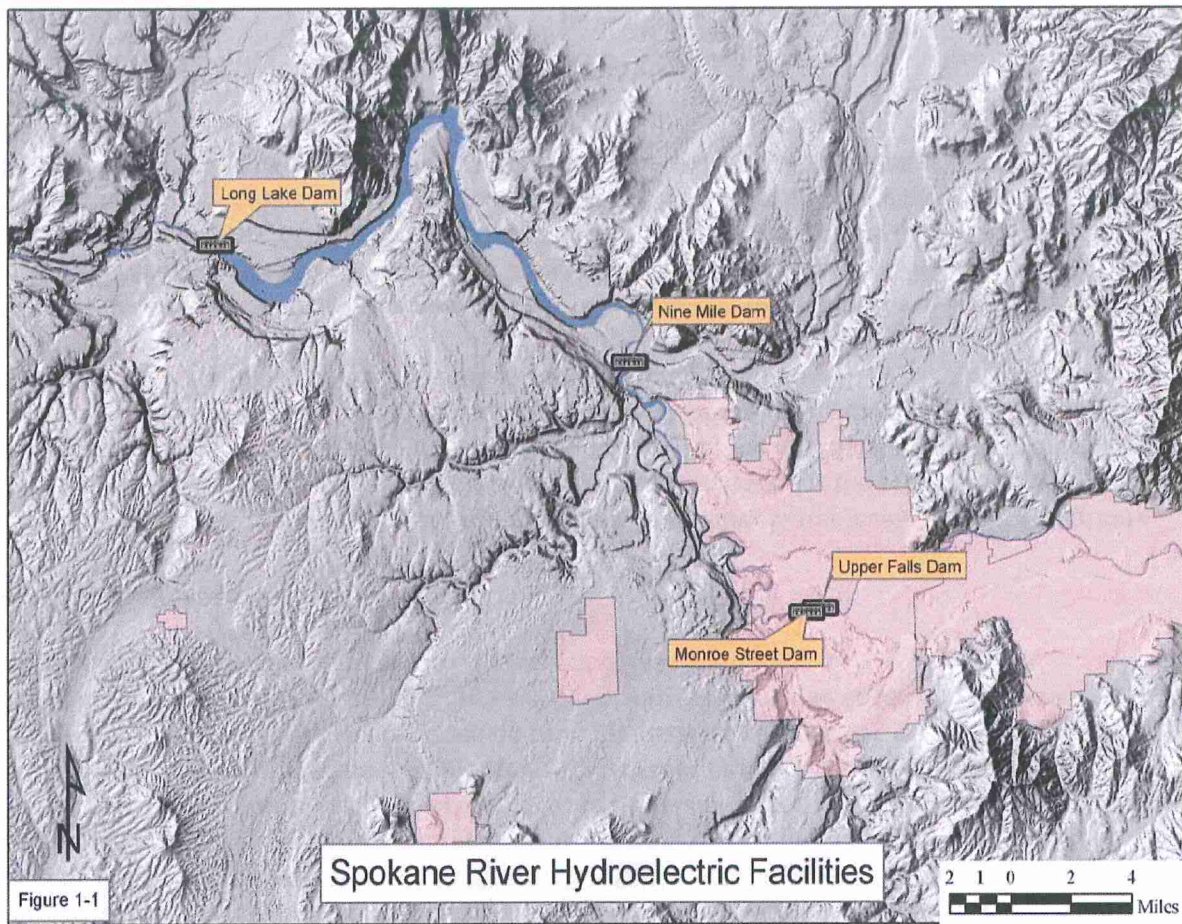 Long Lake Dam
Nine Mile Dam
Upper Falls Dam
Monroe Street Dam
N
Spokane River Hydroelectric Facilities
2 1 0 2 4
Miles
Figure 1-1